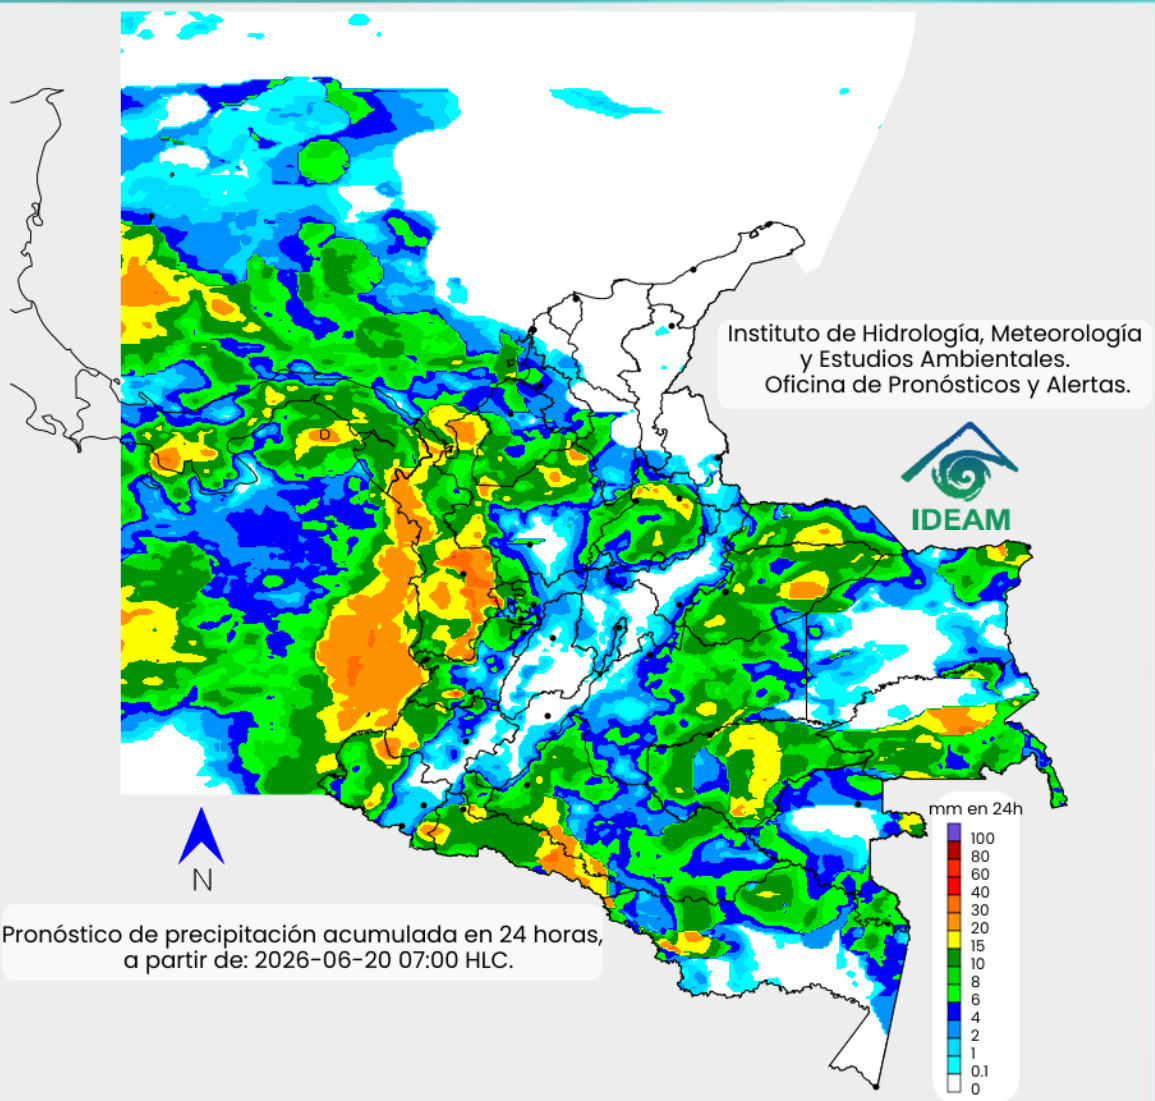 Instituto de Hidrología, Meteorología
y Estudios Ambientales.
Oficina de Pronósticos y Alertas.
IDEAM
mm en 24h
100
80
60
40
30
20
15
10
8
6
4
2
1
0.1
0
N
Pronóstico de precipitación acumulada en 24 horas,
a partir de: 2026-06-20 07:00 HLC.